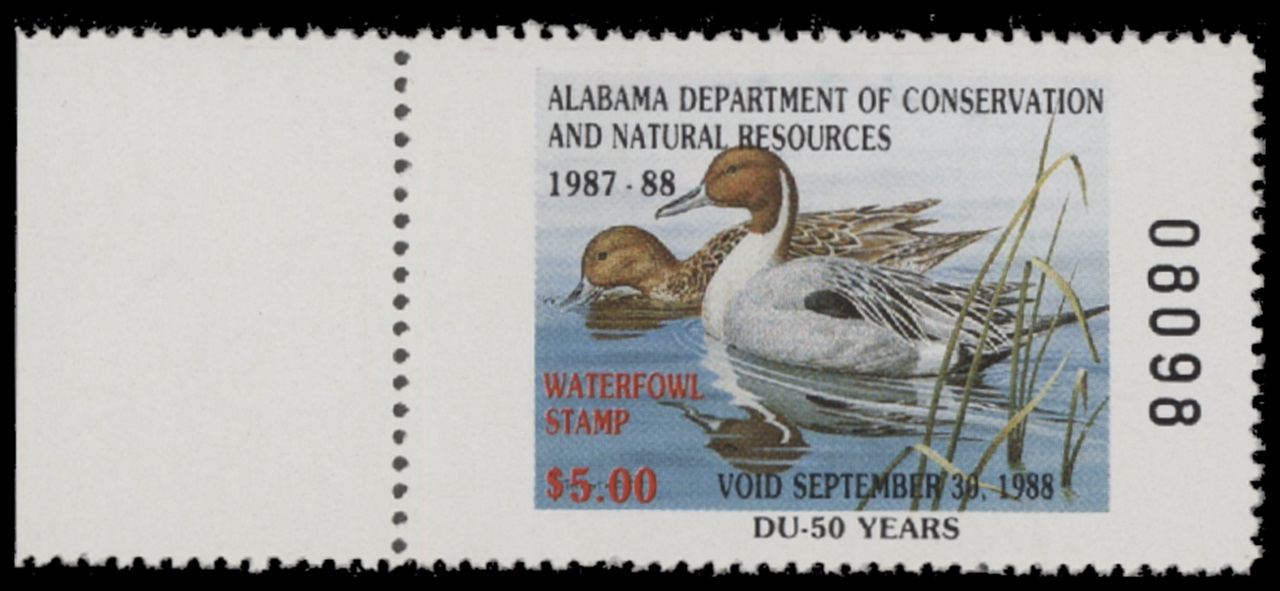 ALABAMA DEPARTMENT OF CONSERVATION
AND NATURAL RESOURCES
1987-88
WATERFOWL
STAMP
$5.00
VOID SEPTEMBER 30, 1988
DU-50 YEARS
08098